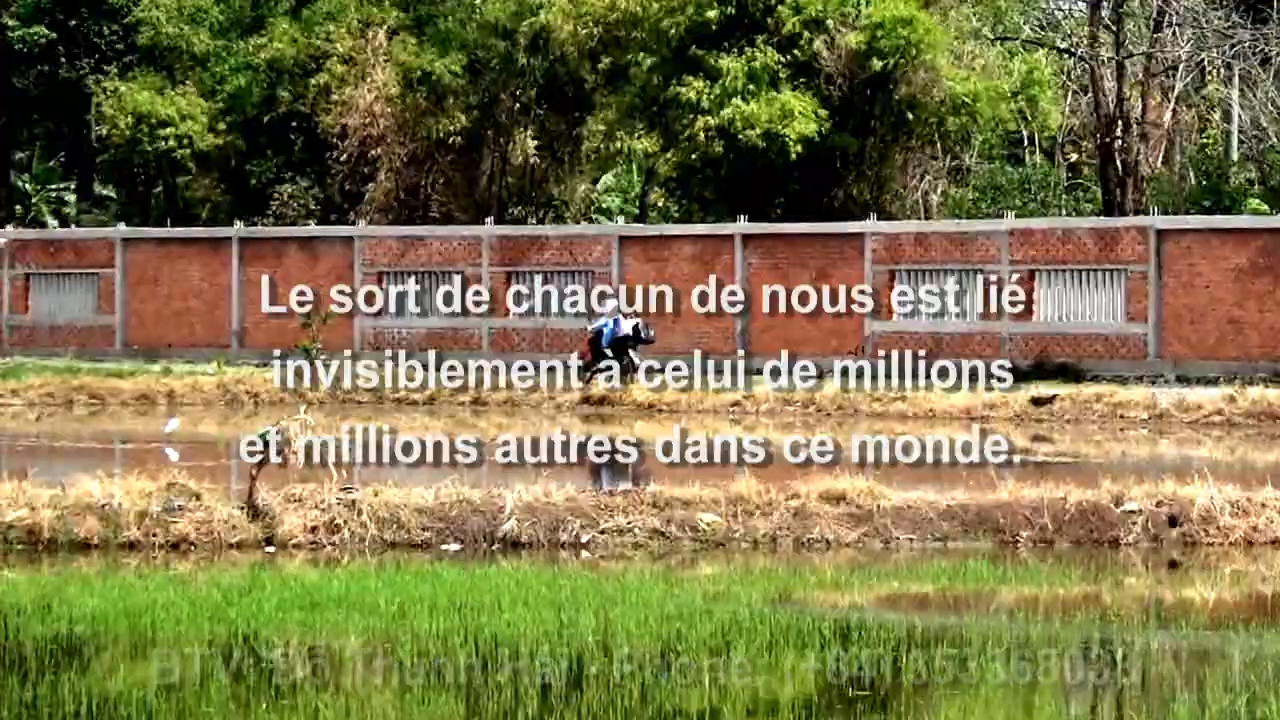 Le sort de chacun de nous est lié
invisiblement à celui de millions
et millions autres dans ce monde.